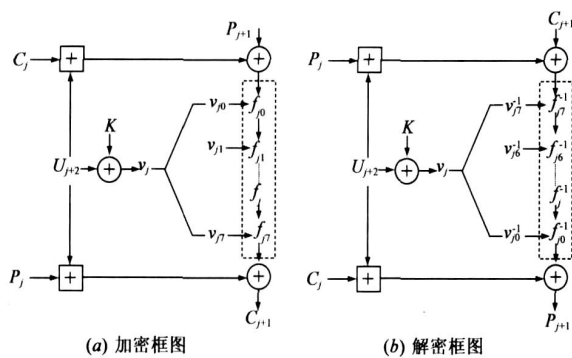 P_{j+1}
C_j
+
+
v_{j0}
f_{j0}
K
v_{j1}
f_{j1}
U_{j+2}
+
v_j
f_j
v_{j7}
f_{j7}
P_j
+
+
C_{j+1}
(a) 加密框图
C_{j+1}
P_j
+
+
v_{j7}^{-1}
f_{j7}^{-1}
K
v_{j6}^{-1}
f_{j6}^{-1}
U_{j+2}
+
v_j
f_j^{-1}
v_{j0}^{-1}
f_{j0}^{-1}
C_j
+
+
P_{j+1}
(b) 解密框图